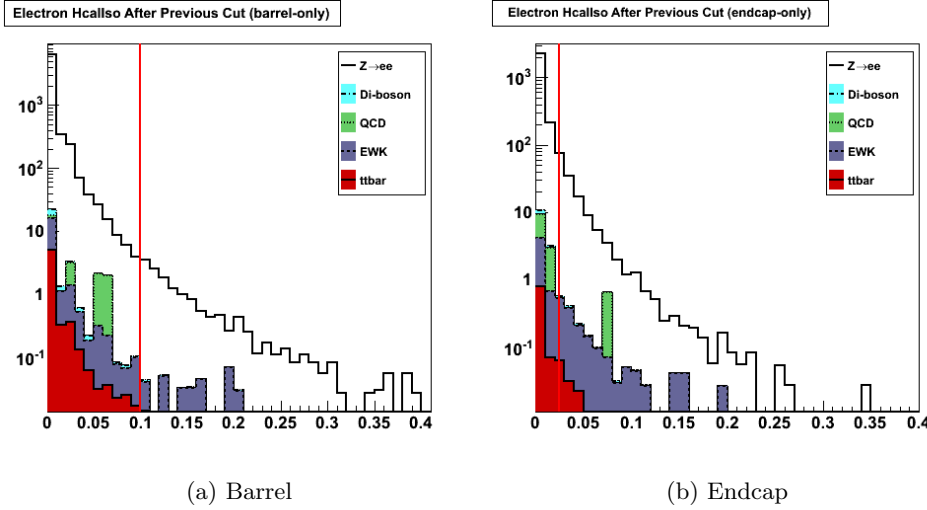 Electron HcalIso After Previous Cut (barrel-only)
Z→ee
Di-boson
QCD
EWK
ttbar
10³
10²
10
1
10⁻¹
0 0.05 0.1 0.15 0.2 0.25 0.3 0.35 0.4
(a) Barrel
Electron HcalIso After Previous Cut (endcap-only)
Z→ee
Di-boson
QCD
EWK
ttbar
10³
10²
10
1
10⁻¹
0 0.05 0.1 0.15 0.2 0.25 0.3 0.35 0.4
(b) Endcap